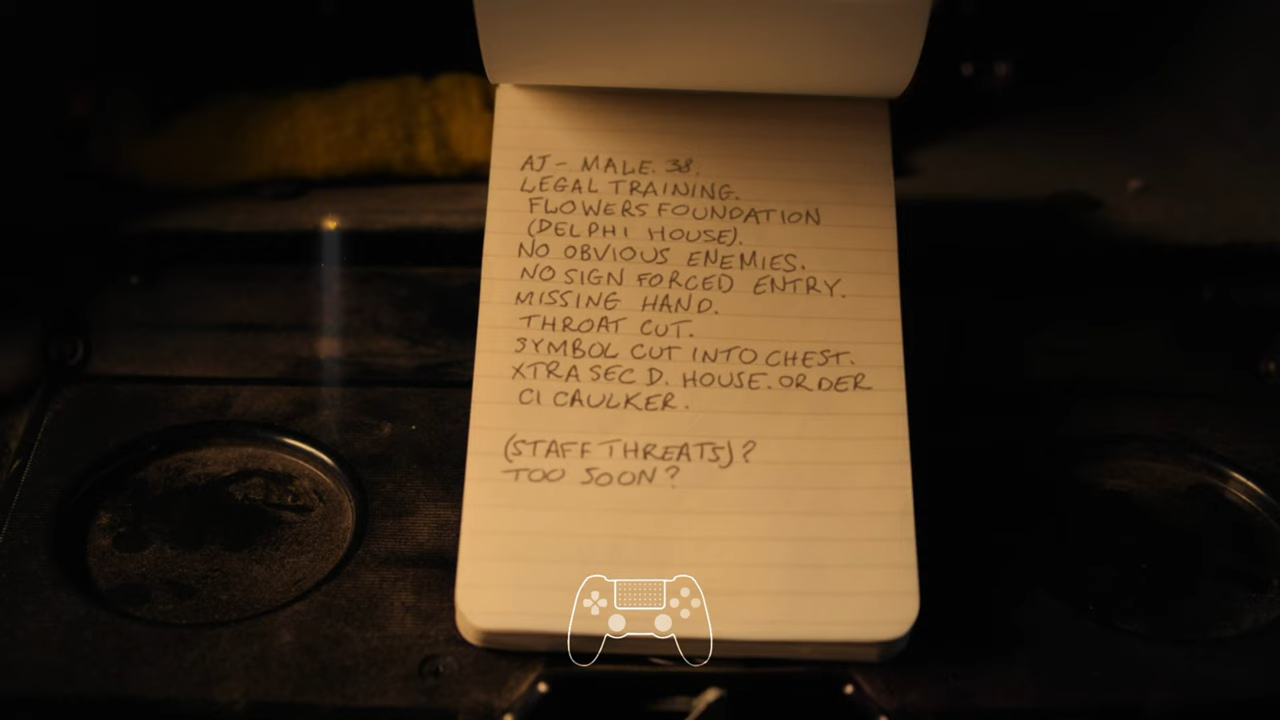 AJ - MALE. 38.
LEGAL TRAINING.
FLOWERS FOUNDATION
(DELPHI HOUSE).
NO OBVIOUS ENEMIES.
NO SIGN FORCED ENTRY.
MISSING HAND.
THROAT CUT.
SYMBOL CUT INTO CHEST.
XTRA SEC D. HOUSE. ORDER
CI CAULKER.
(STAFF THREATS)?
TOO SOON?